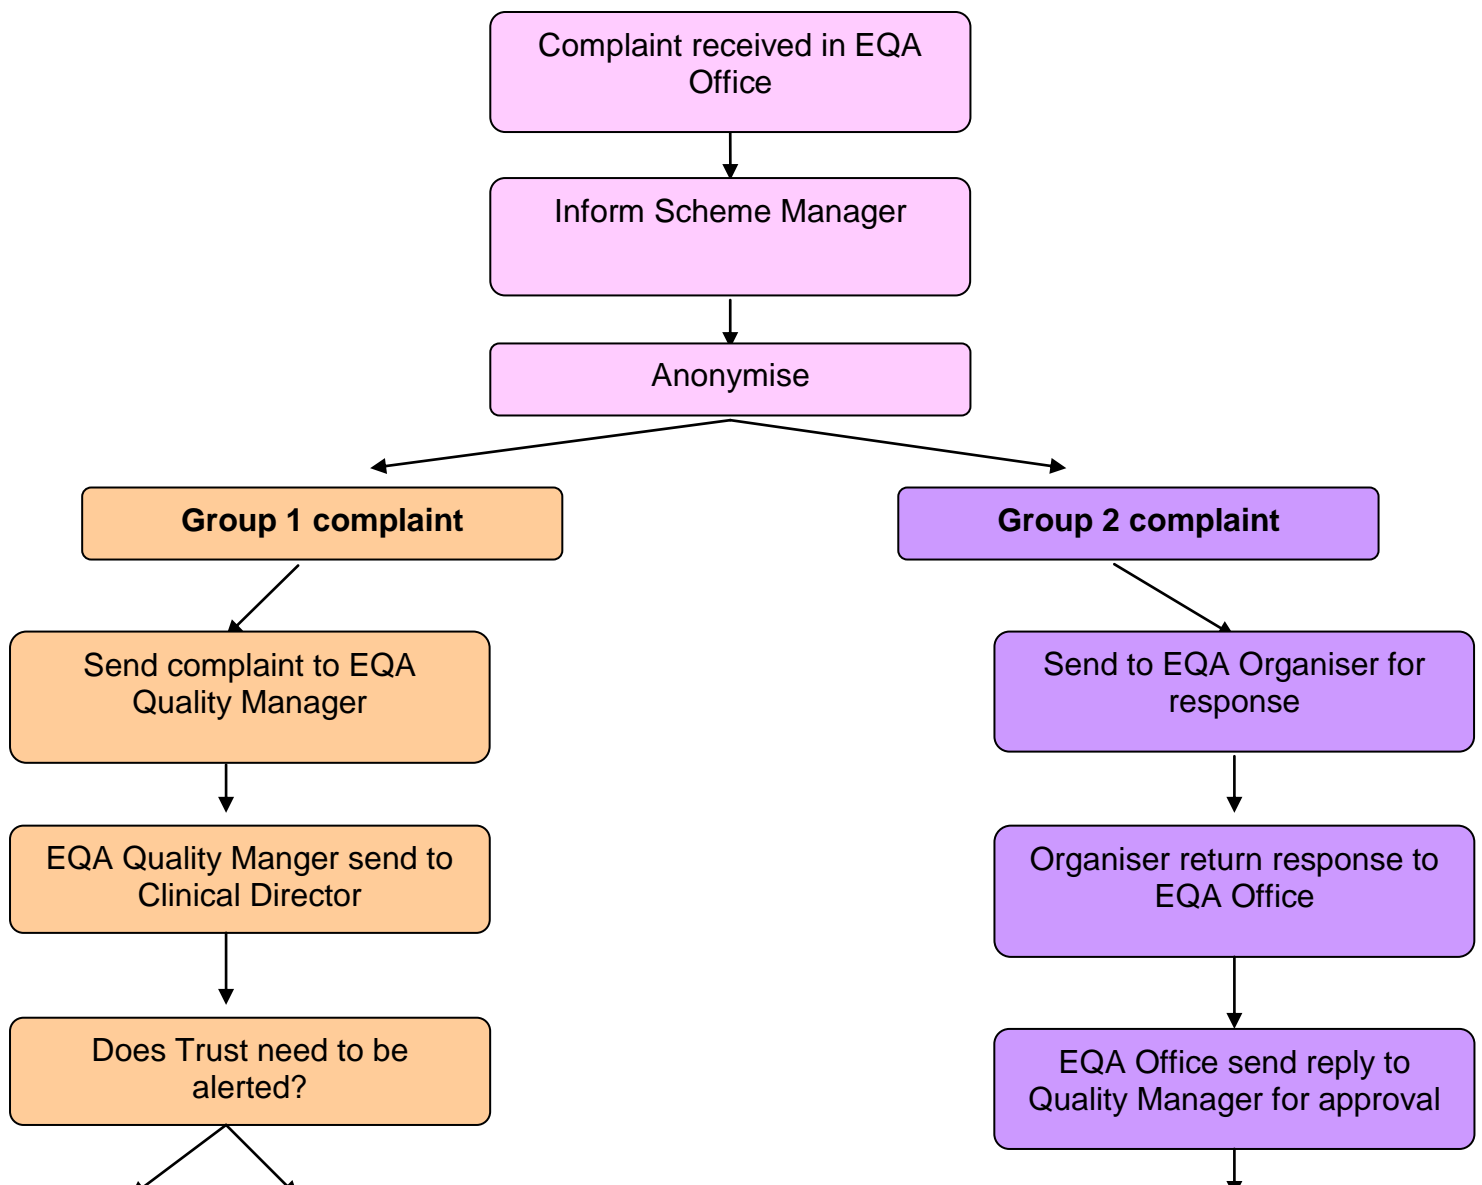 Complaint received in EQA
Office
Inform Scheme Manager
Anonymise
Group 1 complaint
Group 2 complaint
Send complaint to EQA
Quality Manager
Send to EQA Organiser for
response
EQA Quality Manger send to
Clinical Director
Organiser return response to
EQA Office
Does Trust need to be
alerted?
EQA Office send reply to
Quality Manager for approval